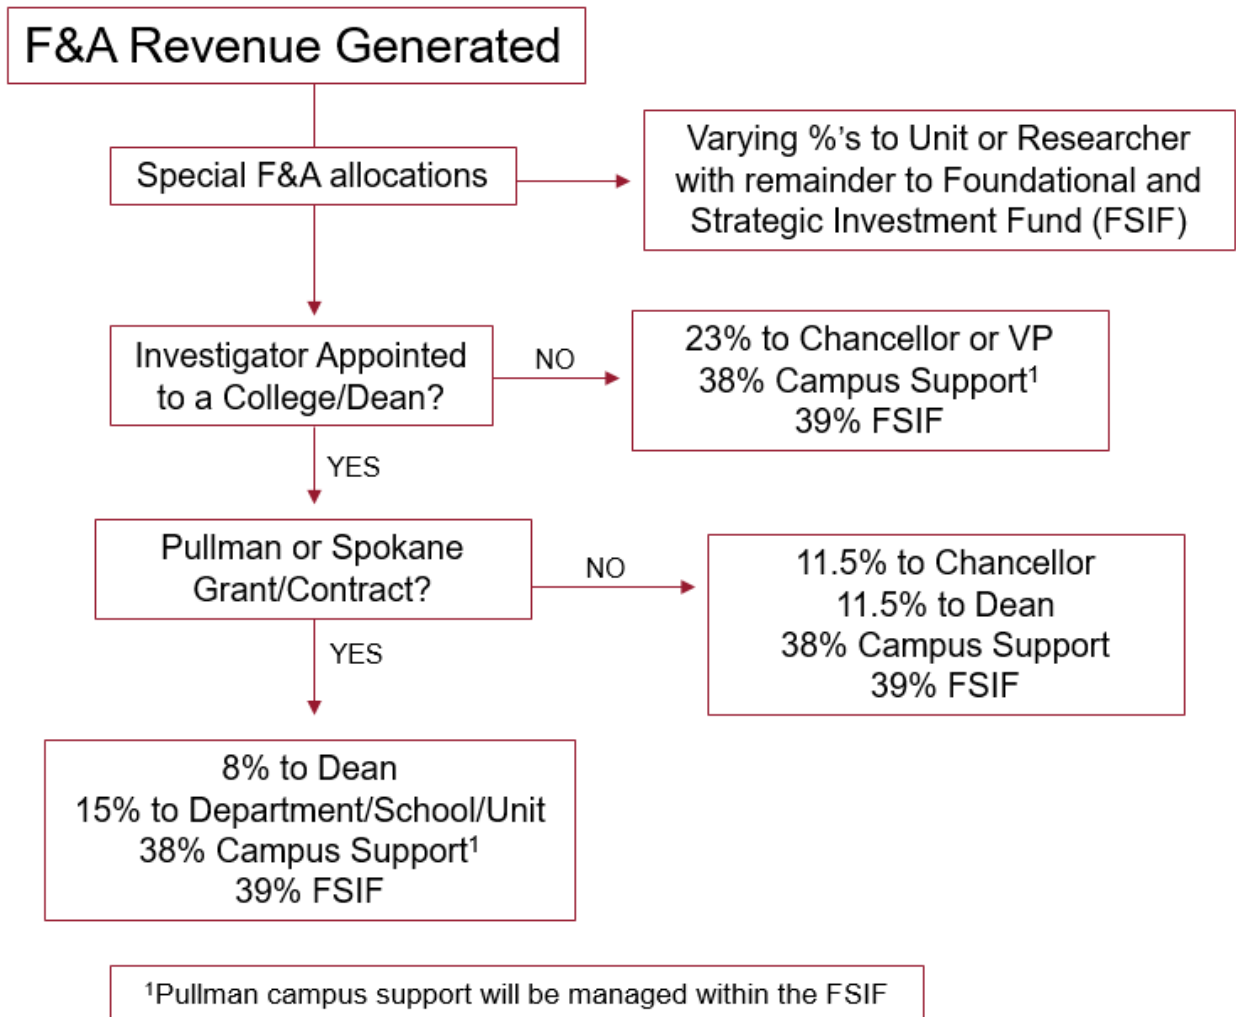 F&A Revenue Generated
Special F&A allocations
Varying %'s to Unit or Researcher
with remainder to Foundational and
Strategic Investment Fund (FSIF)
Investigator Appointed
to a College/Dean?
NO
23% to Chancellor or VP
38% Campus Support¹
39% FSIF
YES
Pullman or Spokane
Grant/Contract?
NO
11.5% to Chancellor
11.5% to Dean
38% Campus Support
39% FSIF
YES
8% to Dean
15% to Department/School/Unit
38% Campus Support¹
39% FSIF
¹Pullman campus support will be managed within the FSIF